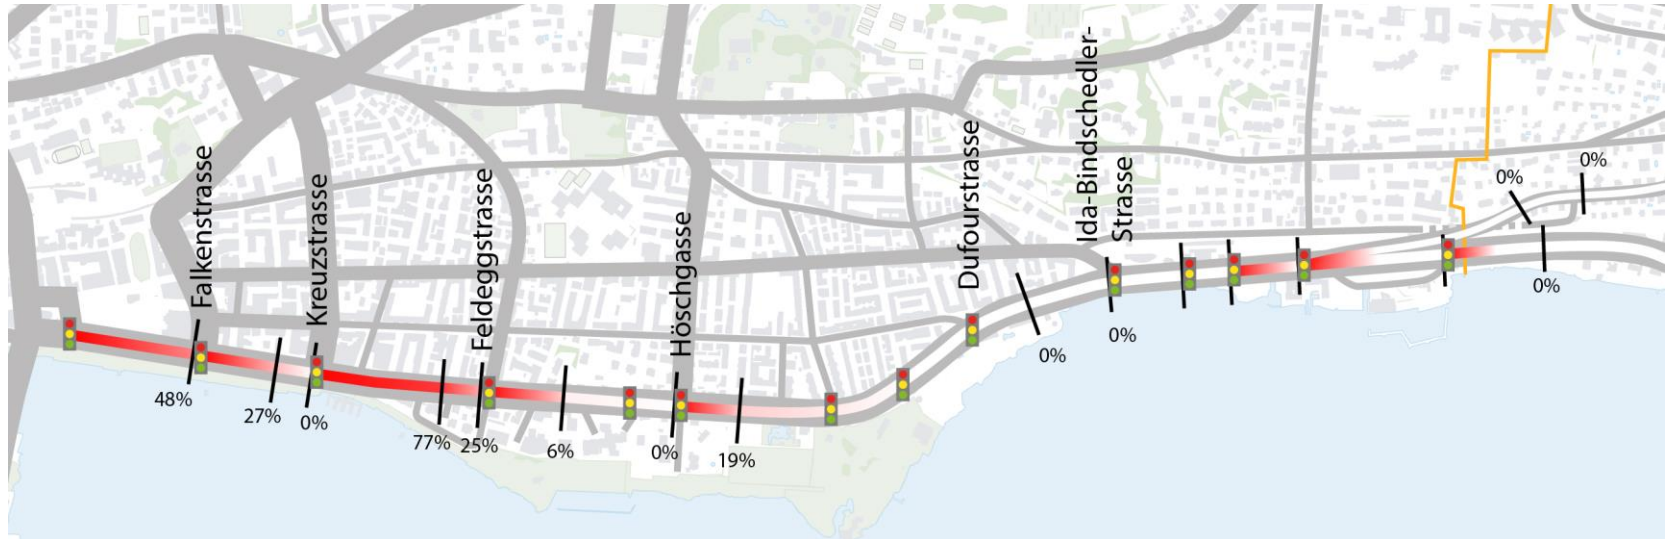 Falkenstrasse
Kreuzstrasse
Feldeggstrasse
Höschgasse
Dufourstrasse
Ida-Bindschedler-
Strasse
48%
27%
0%
77%
25%
6%
0%
19%
0%
0%
0%
0%
0%